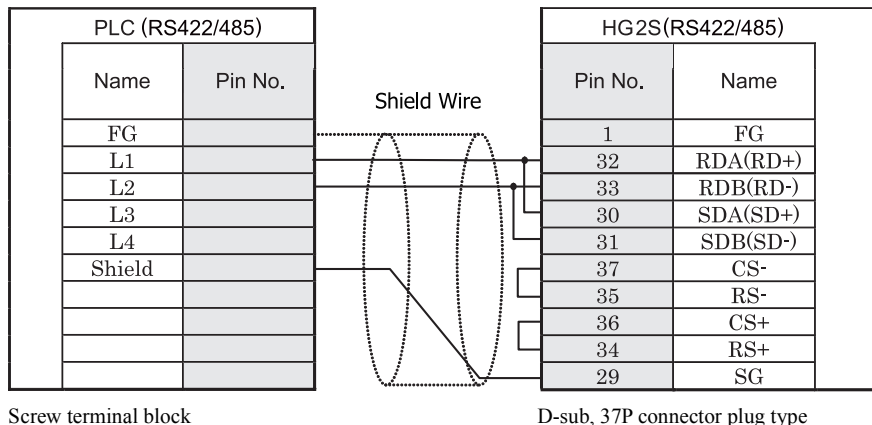 PLC (RS422/485) HG2S(RS422/485)
Name Pin No. Shield Wire Pin No. Name
FG 1 FG
L1 32 RDA(RD+)
L2 33 RDB(RD-)
L3 30 SDA(SD+)
L4 31 SDB(SD-)
Shield 37 CS-
35 RS-
36 CS+
34 RS+
29 SG
Screw terminal block D-sub, 37P connector plug type